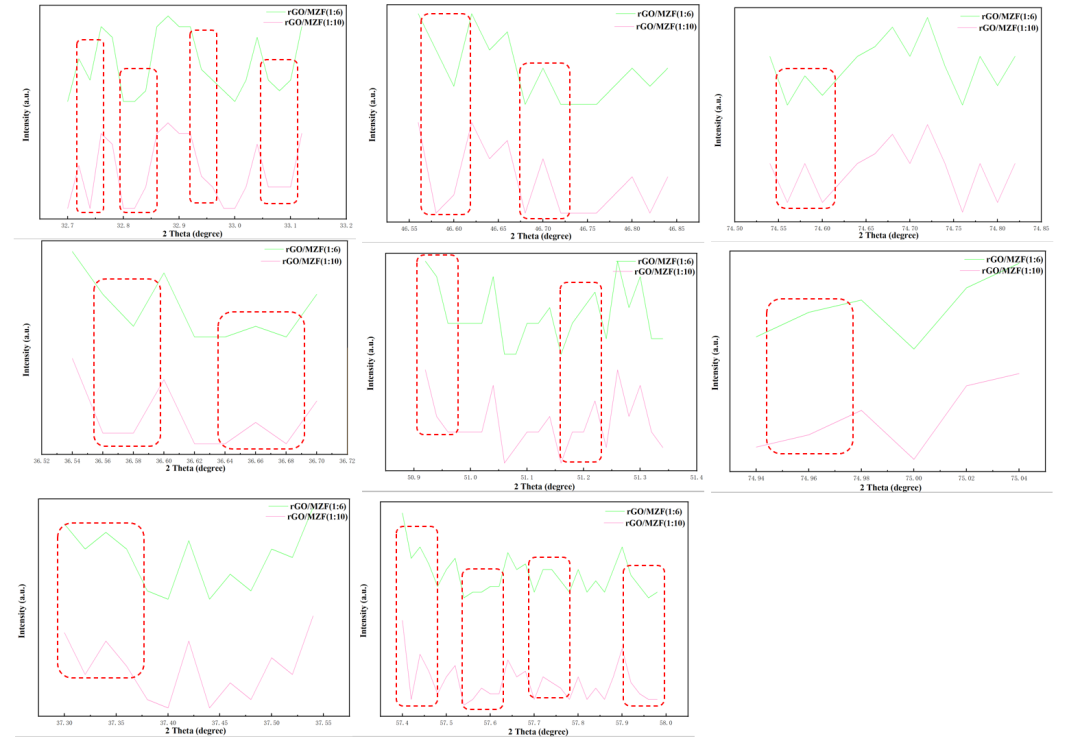 rGO/MZF(1:6)
rGO/MZF(1:10)
Intensity (a.u.)
32.7 32.8 32.9 33.0 33.1 33.2
2 Theta (degree)
rGO/MZF(1:6)
rGO/MZF(1:10)
Intensity (a.u.)
46.55 46.60 46.65 46.70 46.75 46.80 46.85
2 Theta (degree)
rGO/MZF(1:6)
rGO/MZF(1:10)
Intensity (a.u.)
74.50 74.55 74.60 74.65 74.70 74.75 74.80 74.85
2 Theta (degree)
rGO/MZF(1:6)
rGO/MZF(1:10)
Intensity (a.u.)
36.52 36.54 36.56 36.58 36.60 36.62 36.64 36.66 36.68 36.70 36.72
2 Theta (degree)
rGO/MZF(1:6)
rGO/MZF(1:10)
Intensity (a.u.)
50.9 51.0 51.1 51.2 51.3 51.4
2 Theta (degree)
rGO/MZF(1:6)
rGO/MZF(1:10)
Intensity (a.u.)
74.94 74.96 74.98 75.00 75.02 75.04
2 Theta (degree)
rGO/MZF(1:6)
rGO/MZF(1:10)
Intensity (a.u.)
37.30 37.35 37.40 37.45 37.50 37.55
2 Theta (degree)
rGO/MZF(1:6)
rGO/MZF(1:10)
Intensity (a.u.)
57.4 57.5 57.6 57.7 57.8 57.9 58.0
2 Theta (degree)